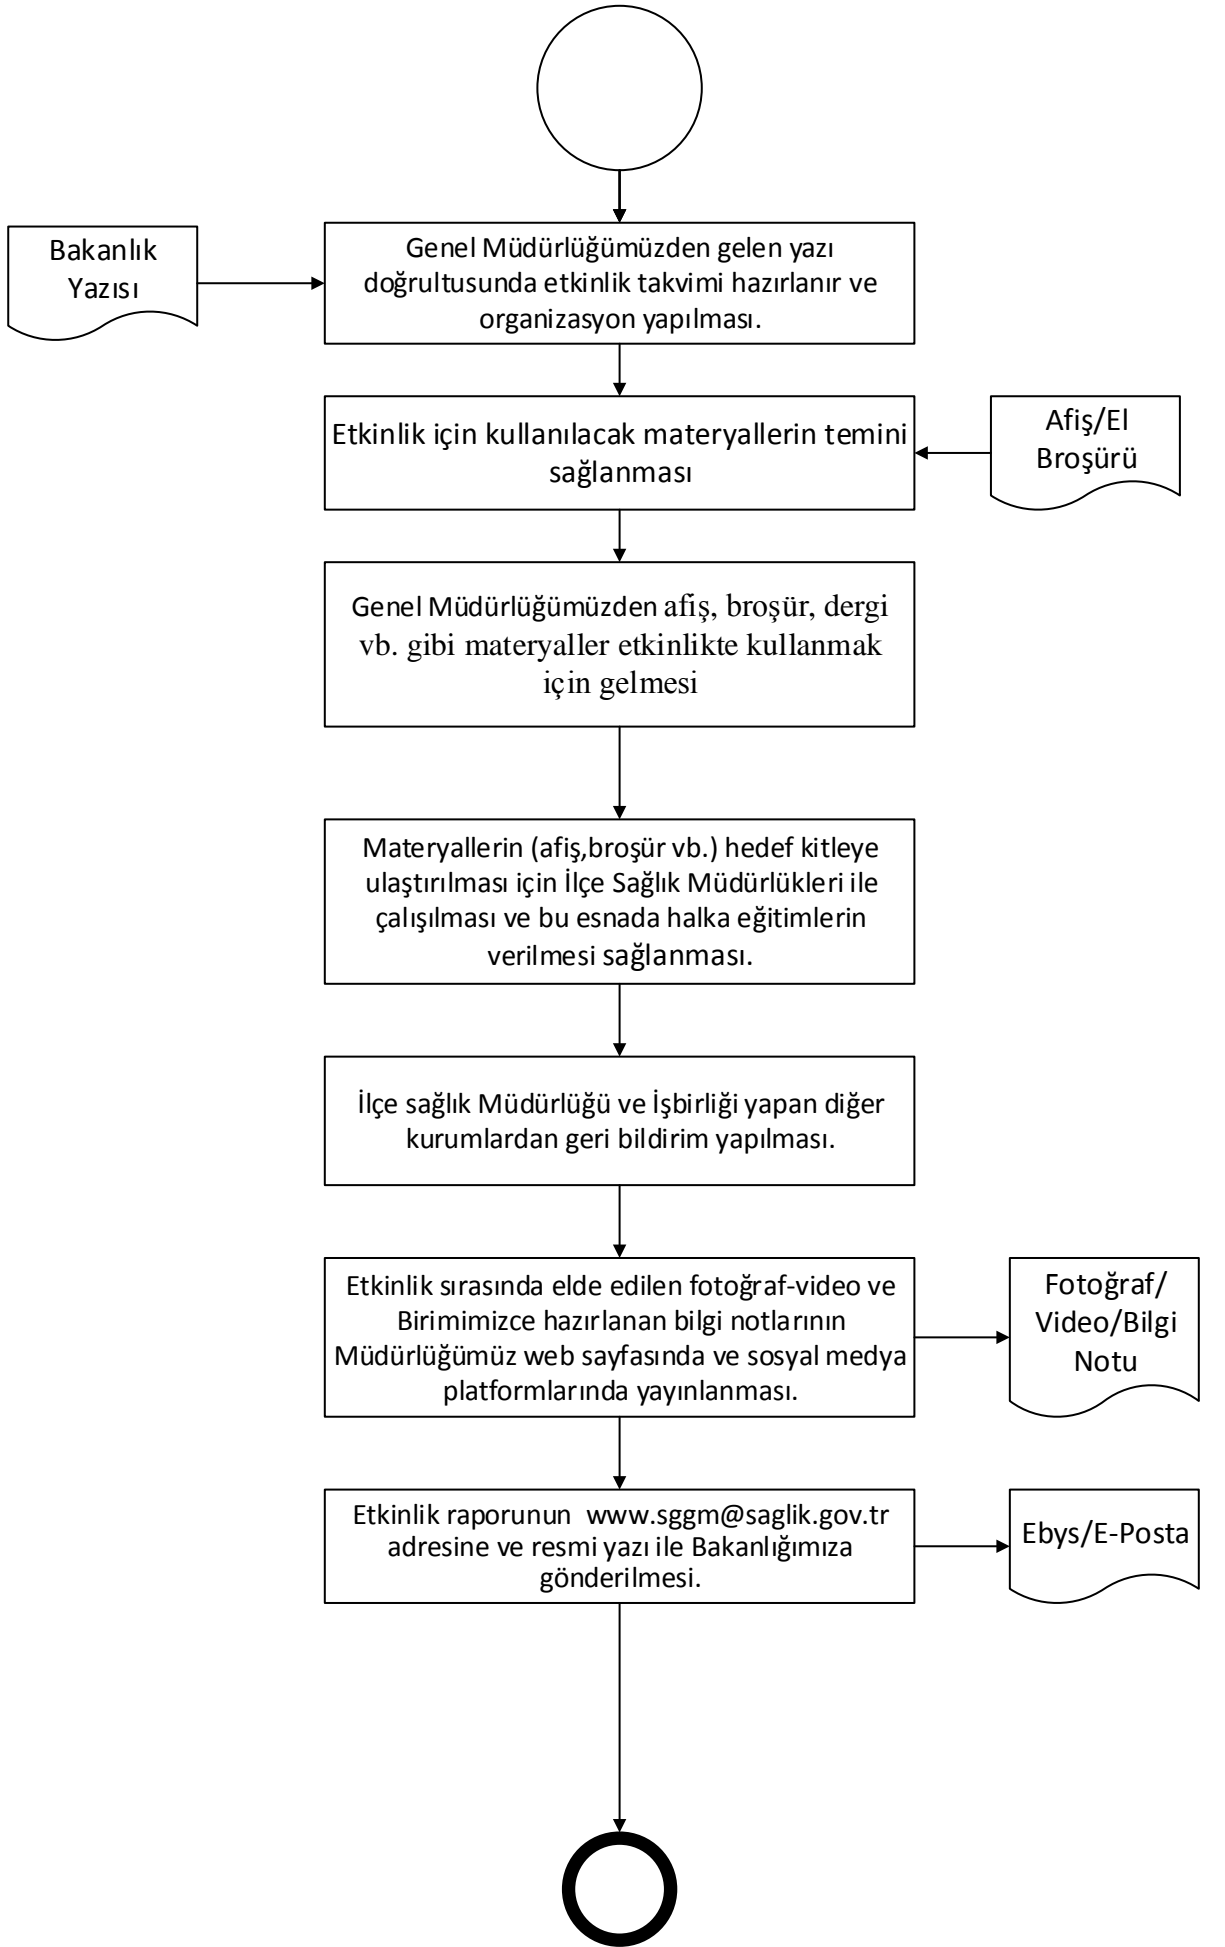 Bakanlık
Yazısı
Genel Müdürlüğümüzden gelen yazı
doğrultusunda etkinlik takvimi hazırlanır ve
organizasyon yapılması.
Etkinlik için kullanılacak materyallerin temini
sağlanması
Afiş/El
Broşürü
Genel Müdürlüğümüzden afiş, broşür, dergi
vb. gibi materyaller etkinlikte kullanmak
için gelmesi
Materyallerin (afiş,broşür vb.) hedef kitleye
ulaştırılması için İlçe Sağlık Müdürlükleri ile
çalışılması ve bu esnada halka eğitimlerin
verilmesi sağlanması.
İlçe sağlık Müdürlüğü ve İşbirliği yapan diğer
kurumlardan geri bildirim yapılması.
Etkinlik sırasında elde edilen fotoğraf-video ve
Birimimizce hazırlanan bilgi notlarının
Müdürlüğümüz web sayfasında ve sosyal medya
platformlarında yayınlanması.
Fotoğraf/
Video/Bilgi
Notu
Etkinlik raporunun  www.sggm@saglik.gov.tr
adresine ve resmi yazı ile Bakanlığımıza
gönderilmesi.
Ebys/E-Posta